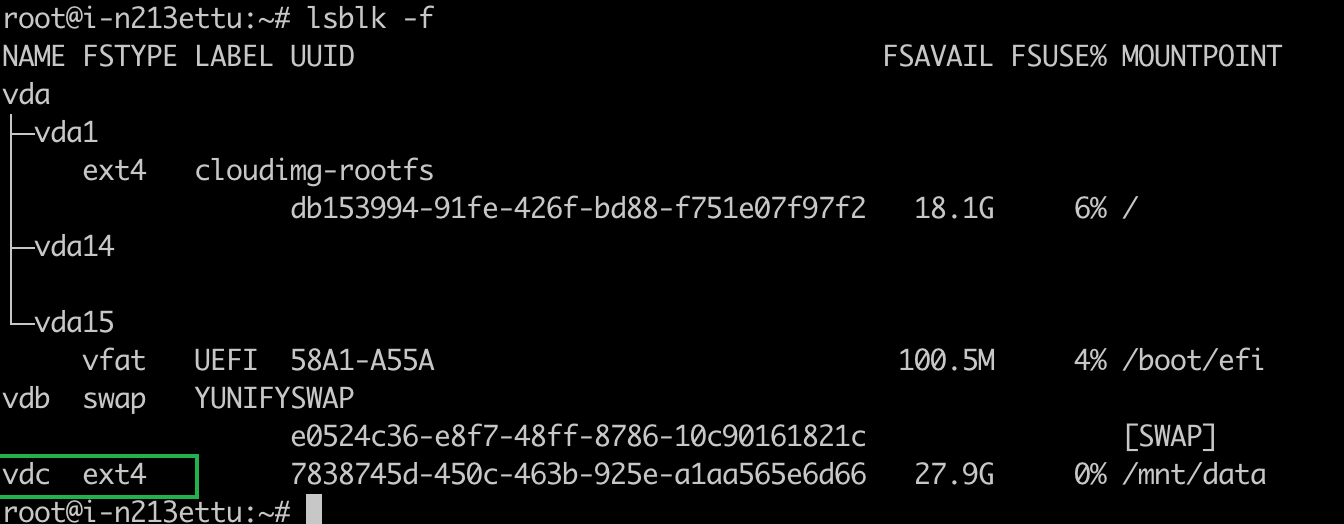 root@i-n213ettu:~# lsblk -f
NAME FSTYPE LABEL UUID FSAVAIL FSUSE% MOUNTPOINT
vda
├─vda1
ext4 cloudimg-rootfs
db153994-91fe-426f-bd88-f751e07f97f2 18.1G 6% /
├─vda14
└─vda15
vfat UEFI 58A1-A55A 100.5M 4% /boot/efi
vdb swap YUNIFYSWAP
e0524c36-e8f7-48ff-8786-10c90161821c [SWAP]
vdc ext4 7838745d-450c-463b-925e-a1aa565e6d66 27.9G 0% /mnt/data
root@i-n213ettu:~#